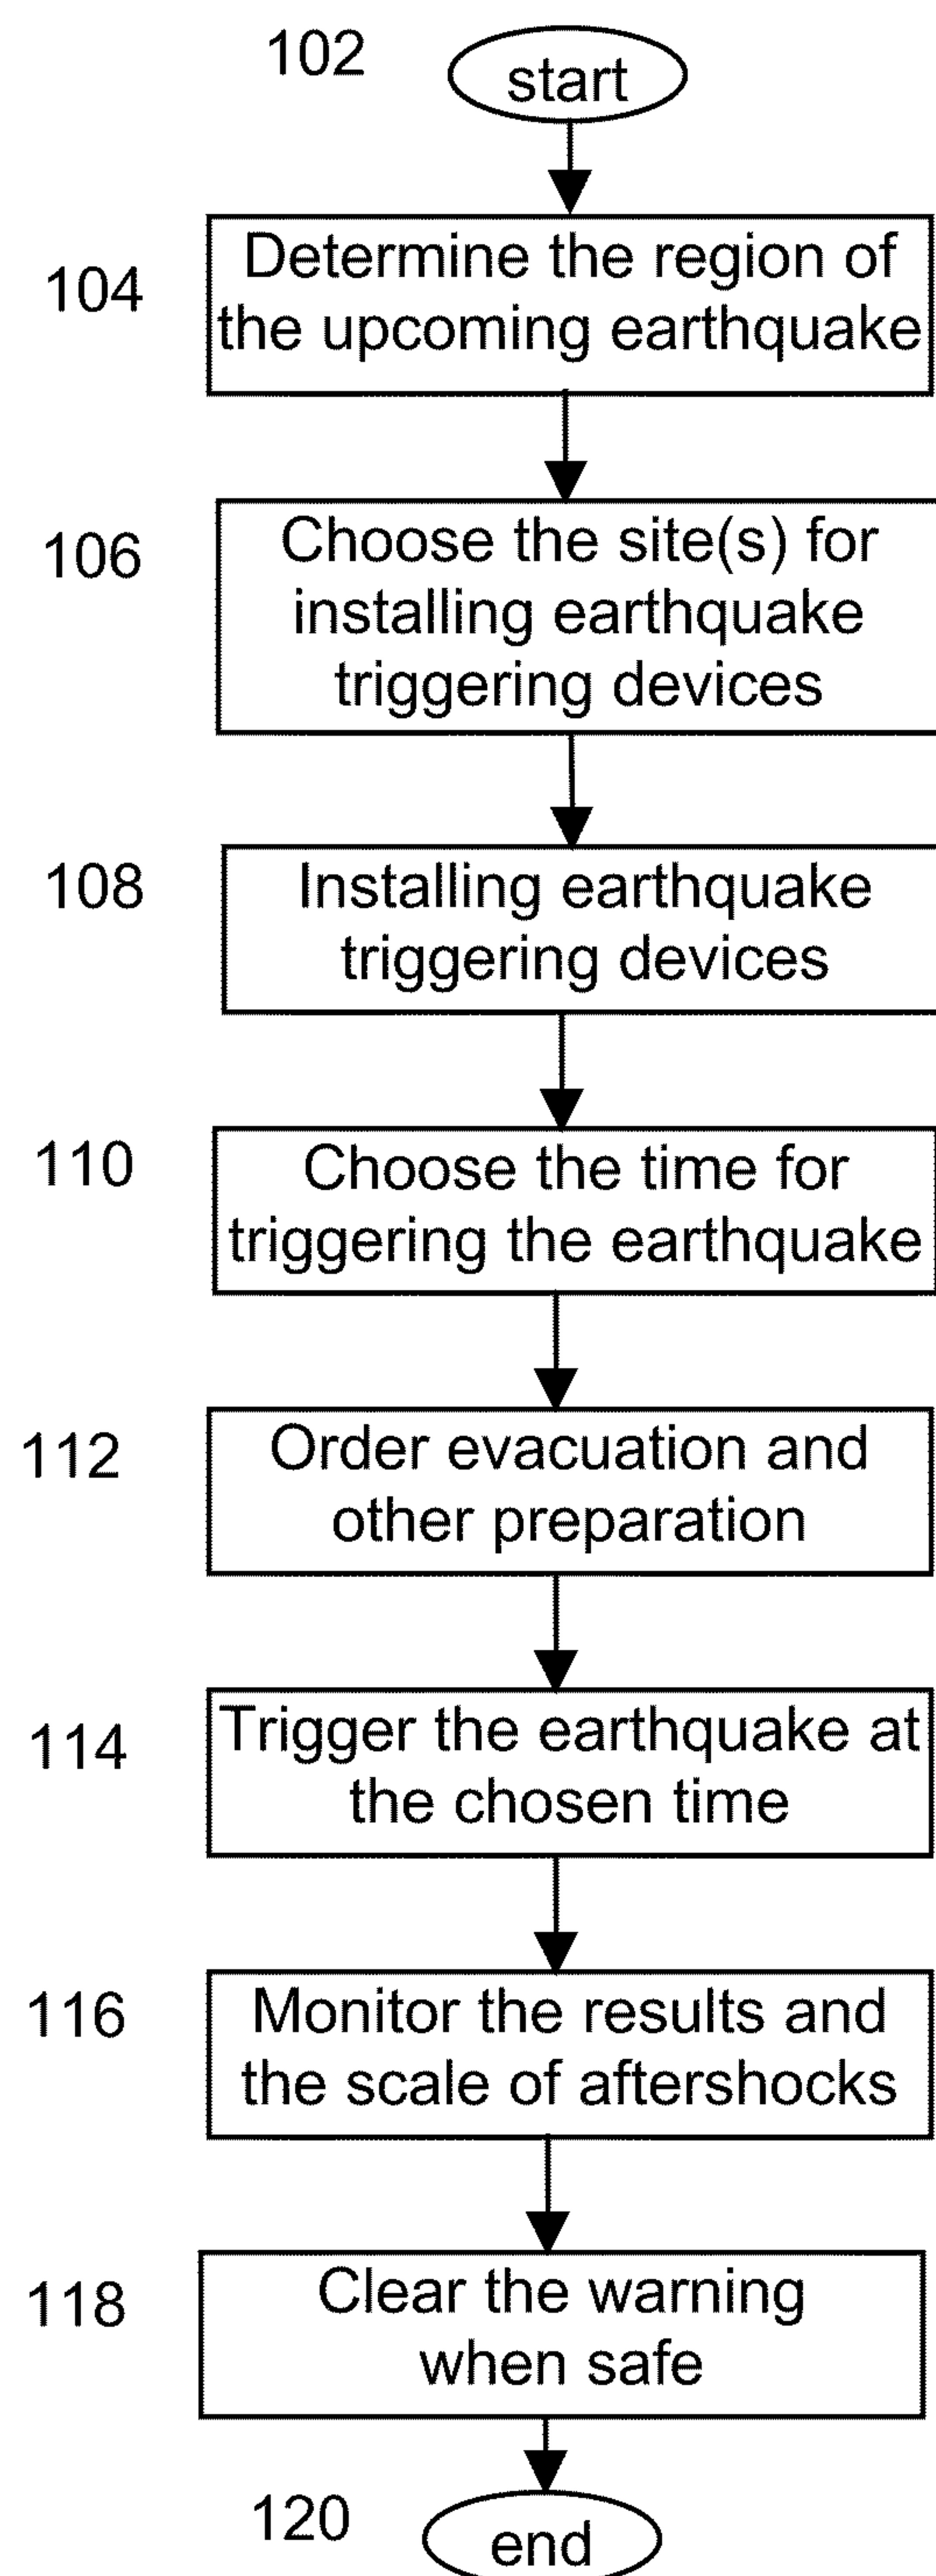 102
start
104
Determine the region of
the upcoming earthquake
106
Choose the site(s) for
installing earthquake
triggering devices
108
Installing earthquake
triggering devices
110
Choose the time for
triggering the earthquake
112
Order evacuation and
other preparation
114
Trigger the earthquake at
the chosen time
116
Monitor the results and
the scale of aftershocks
118
Clear the warning
when safe
120
end